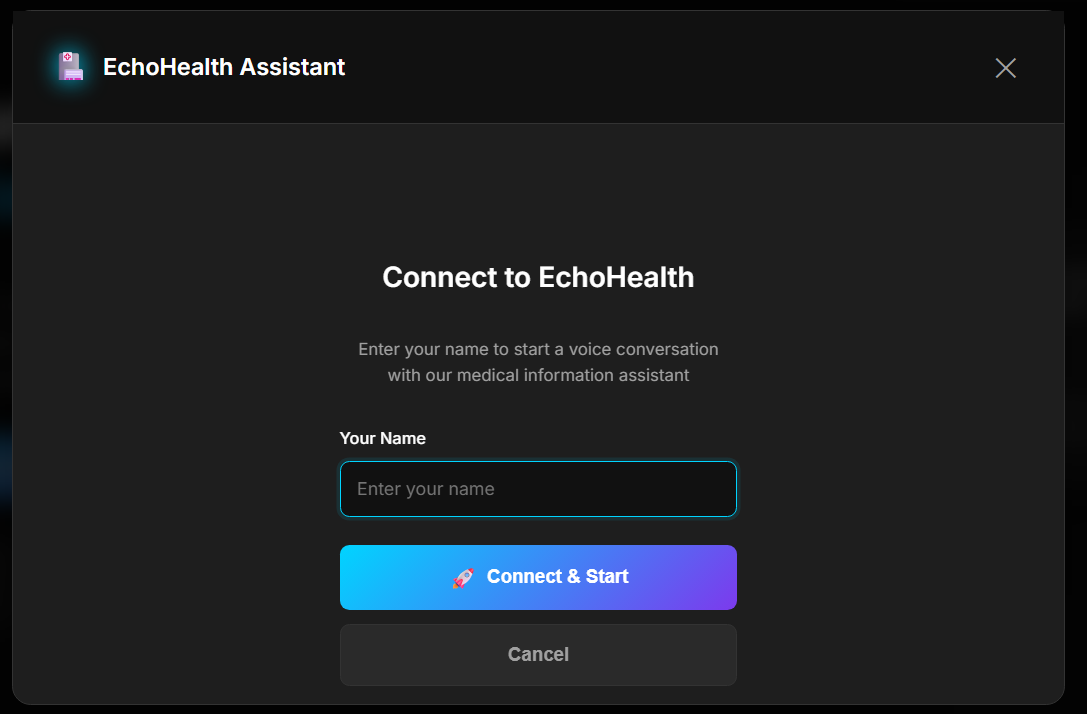 EchoHealth Assistant
Connect to EchoHealth
Enter your name to start a voice conversation
with our medical information assistant
Your Name
Enter your name
Connect & Start
Cancel